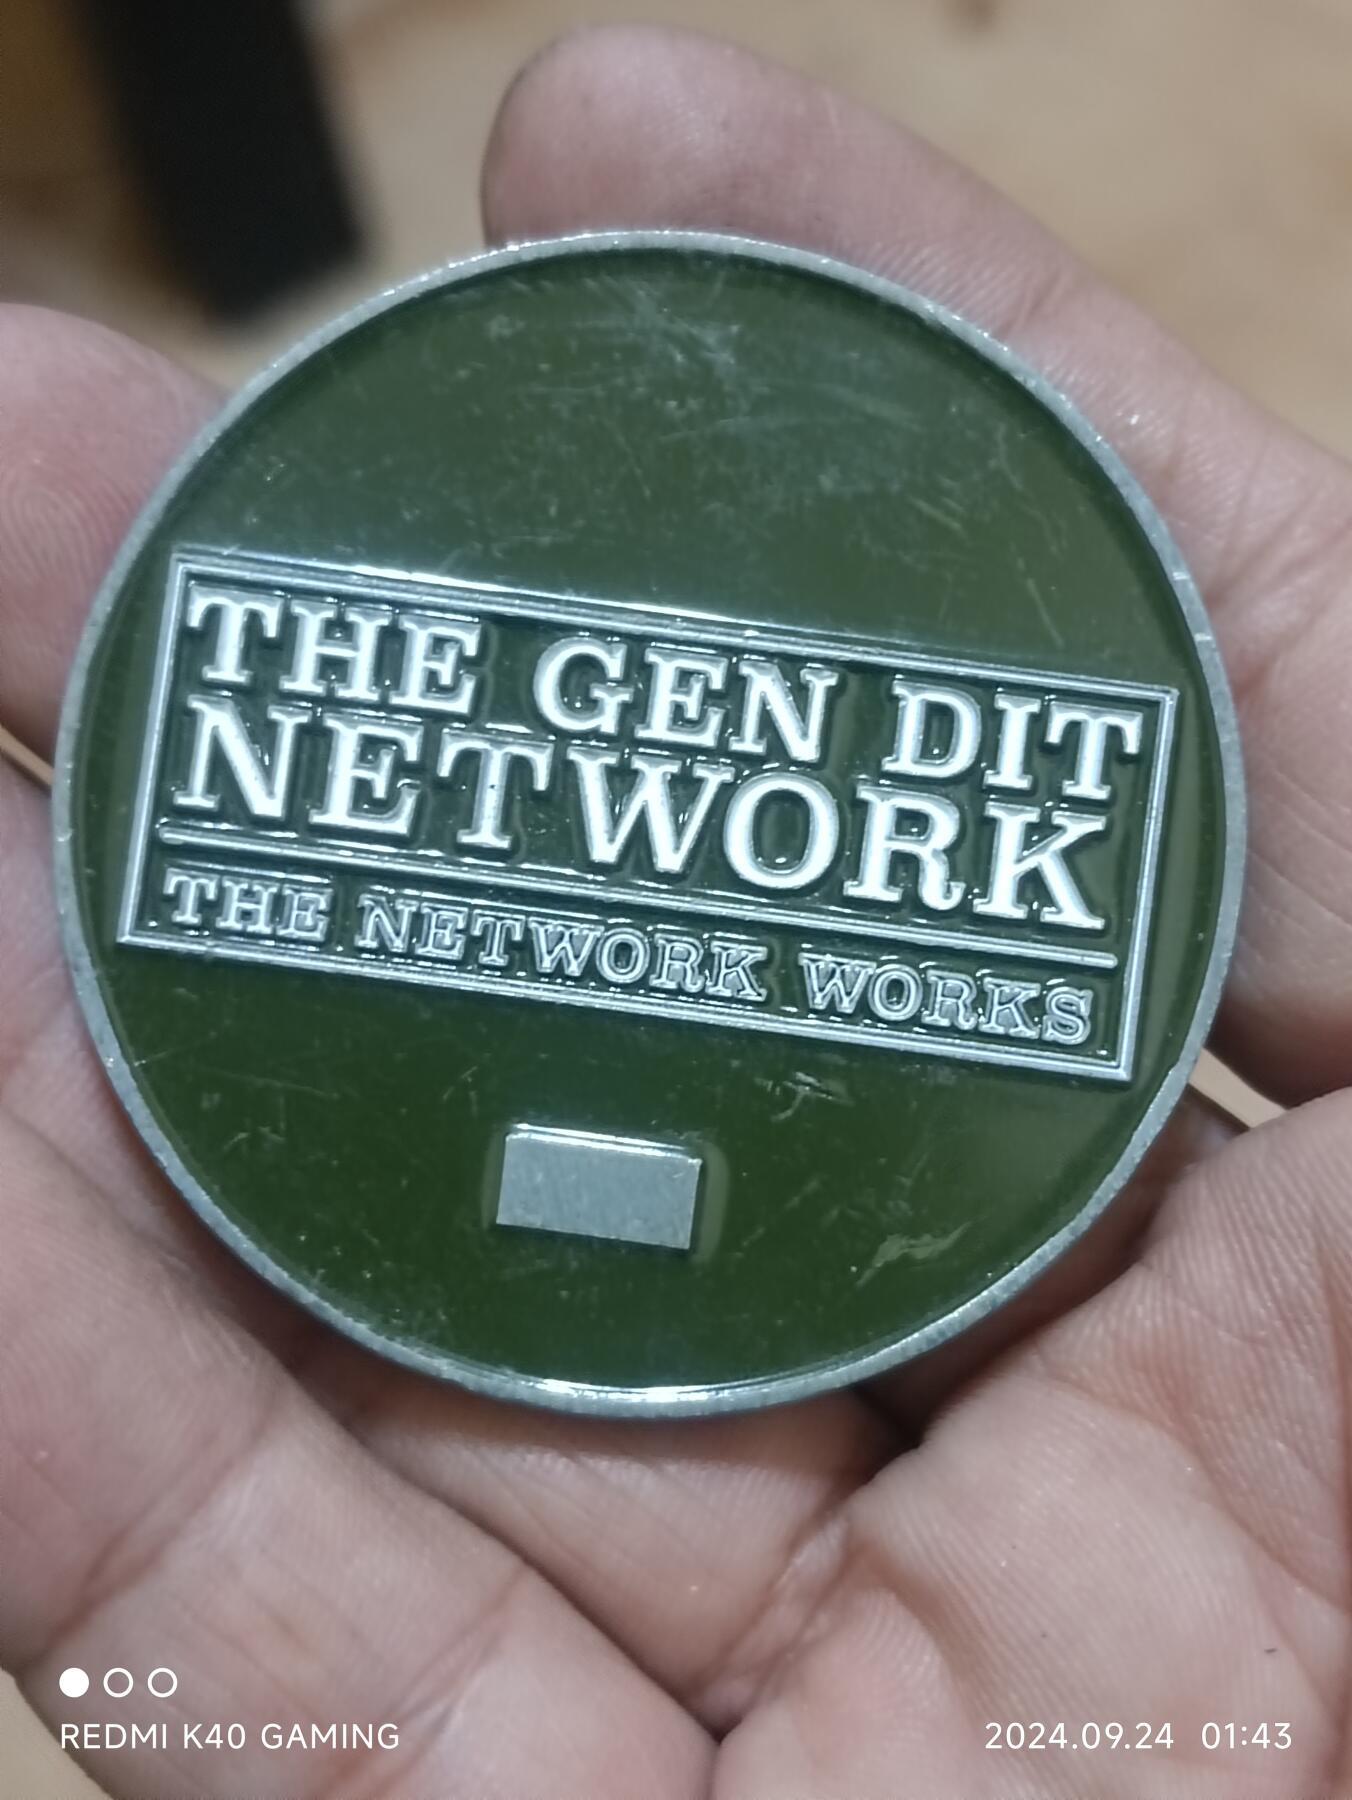 THE GEN DIT
NETWORK
THE NETWORK WORKS
REDMI K40 GAMING
2024.09.24 01:43